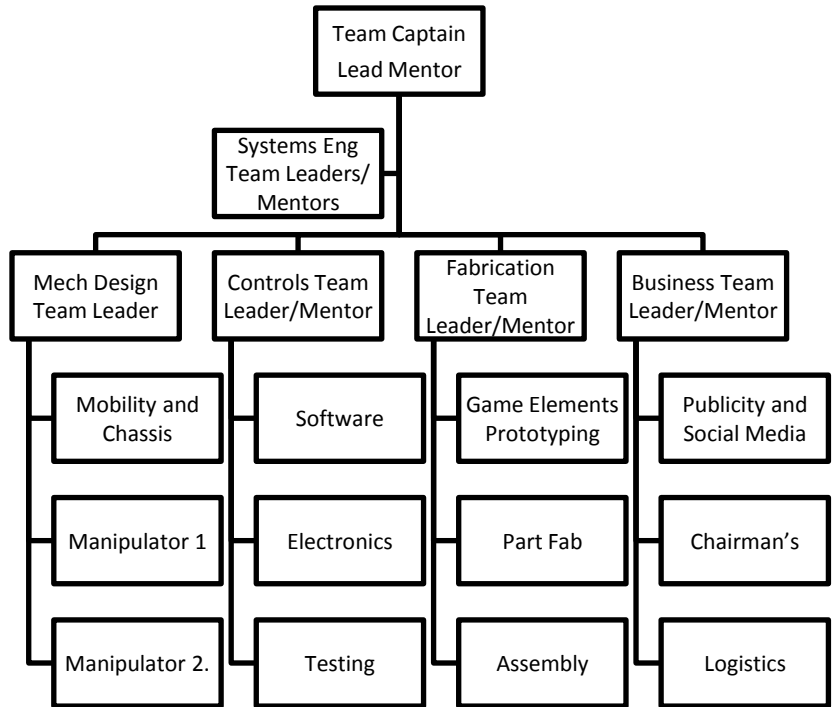 Team Captain
Lead Mentor
Systems Eng
Team Leaders/
Mentors
Mech Design
Team Leader
Controls Team
Leader/Mentor
Fabrication
Team
Leader/Mentor
Business Team
Leader/Mentor
Mobility and
Chassis
Software
Game Elements
Prototyping
Publicity and
Social Media
Manipulator 1
Electronics
Part Fab
Chairman’s
Manipulator 2.
Testing
Assembly
Logistics